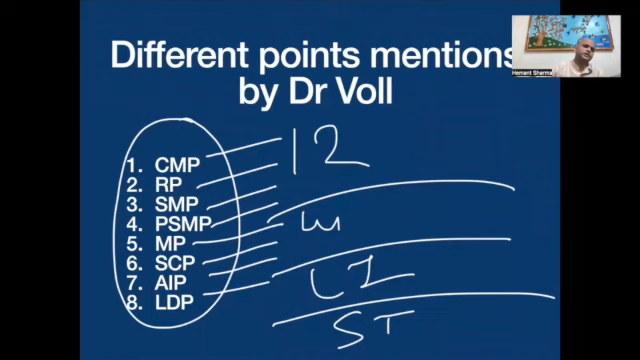 Different points mentions
by Dr Voll
Hemant Sharma
1. CMP
2. RP
3. SMP
4. PSMP
5. MP
6. SCP
7. AIP
8. LDP
12
ST